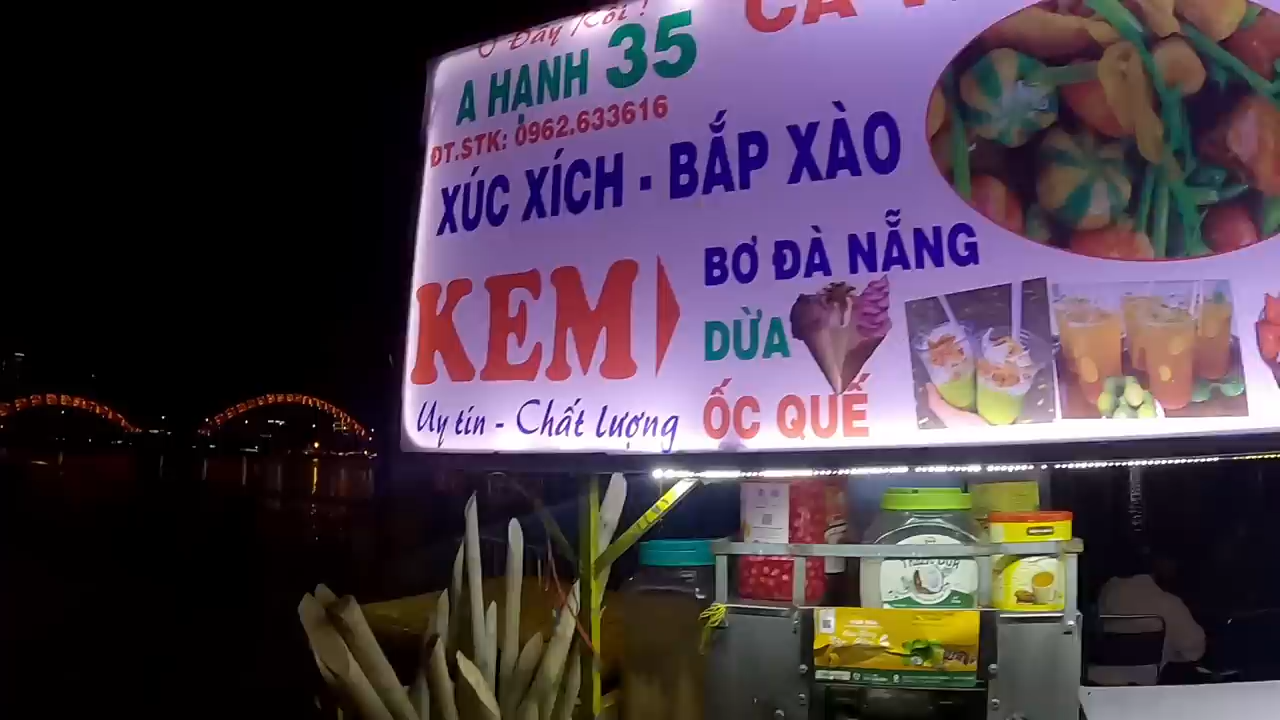 Ở Đây Rồi!
A HẠNH 35
ĐT.STK: 0962.633616
XÚC XÍCH - BẮP XÀO
KEM
BƠ ĐÀ NẴNG
DỪA
ỐC QUẾ
Uy tín - Chất lượng